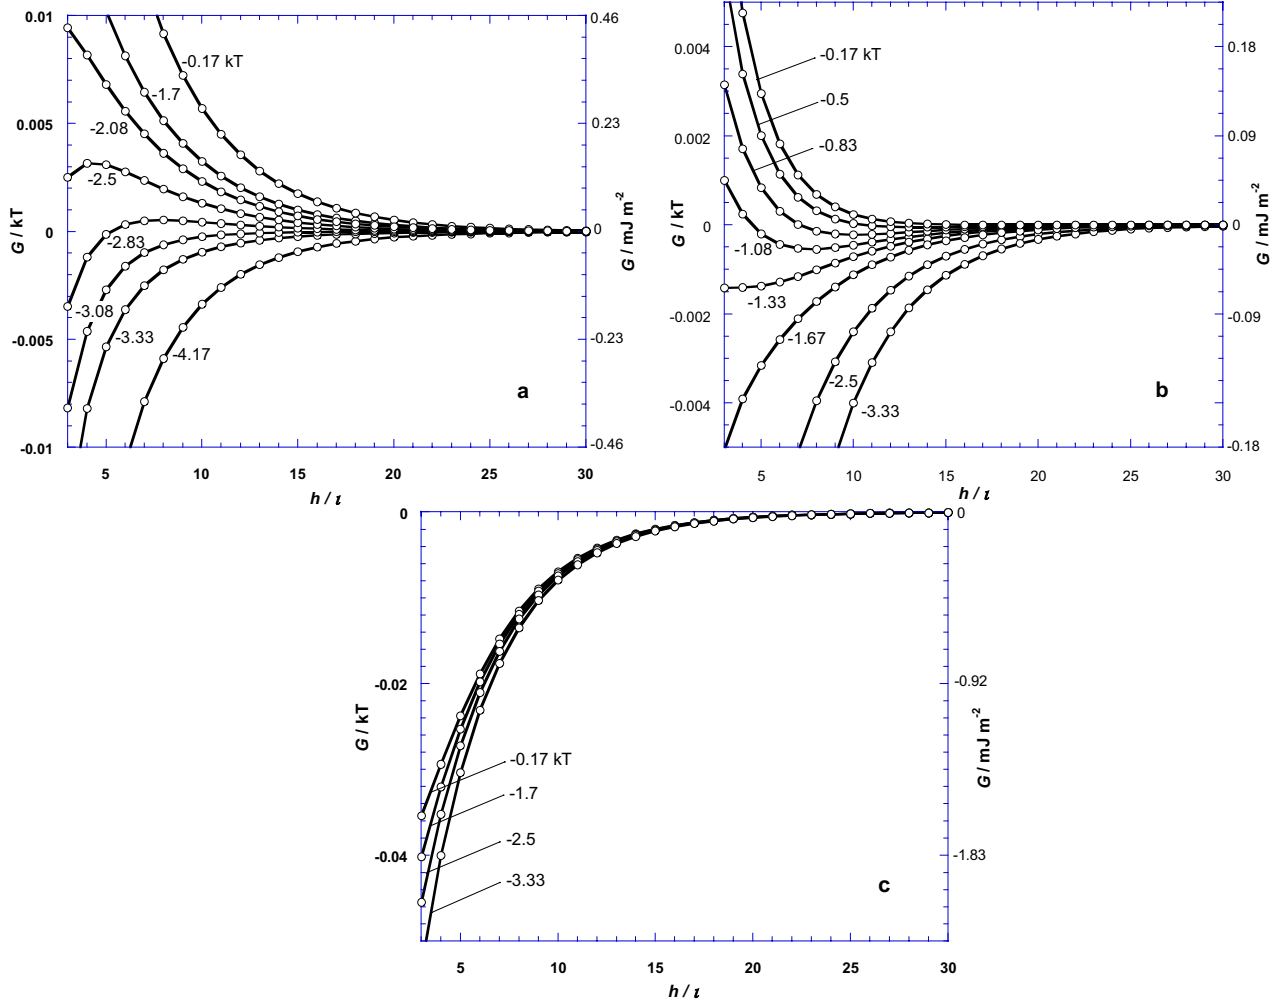 0.01
0.005
0
-0.005
-0.01
G / kT
0.46
0.23
0
-0.23
-0.46
G / mJ m-2
-0.17 kT
-1.7
-2.08
-2.5
-2.83
-3.08
-3.33
-4.17
a
5 10 15 20 25 30
h / ι
0.004
0.002
0
-0.002
-0.004
G / kT
0.18
0.09
0
-0.09
-0.18
G / mJ m-2
-0.17 kT
-0.5
-0.83
-1.08
-1.33
-1.67
-2.5
-3.33
b
5 10 15 20 25 30
h / ι
0
-0.02
-0.04
G / kT
0
-0.92
-1.83
G / mJ m-2
-0.17 kT
-1.7
-2.5
-3.33
c
5 10 15 20 25 30
h / ι